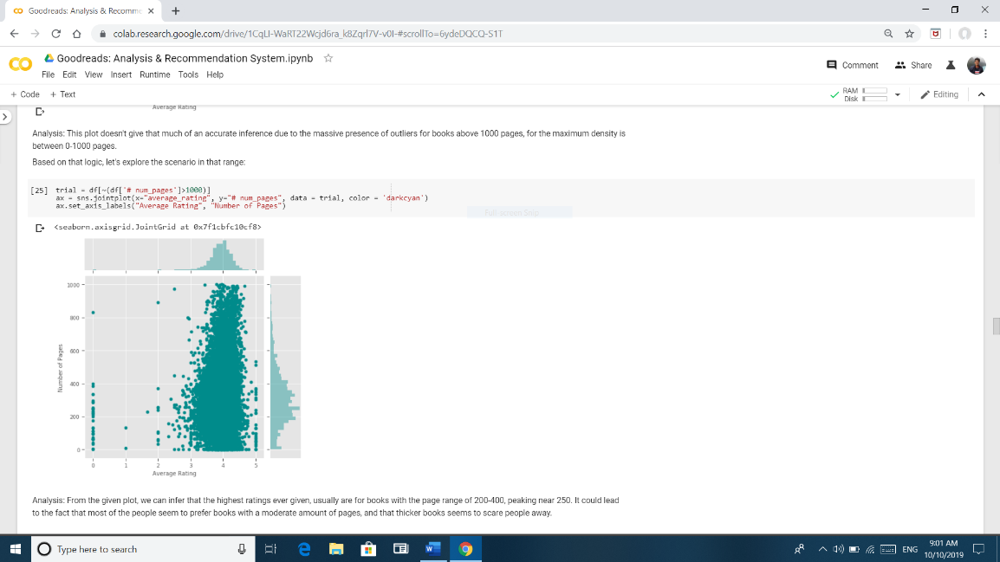 Goodreads: Analysis & Recomme
colab.research.google.com/drive/1CqLI-WaRT22Wcjd6ra_k8Zqrl7V-v0I-#scrollTo=6ydeDQCQ-S1T
Goodreads: Analysis & Recommendation System.ipynb
File Edit View Insert Runtime Tools Help
Comment Share
+ Code + Text
RAM
Disk
Editing
Average Rating
Analysis: This plot doesn't give that much of an accurate inference due to the massive presence of outliers for books above 1000 pages, for the maximum density is
between 0-1000 pages.
Based on that logic, let's explore the scenario in that range:
[25] trial = df[~(df['# num_pages']>1000)]
ax = sns.jointplot(x="average_rating", y="# num_pages", data = trial, color = 'darkcyan')
ax.set_axis_labels("Average Rating", "Number of Pages")
Full-screen Snip
<seaborn.axisgrid.JointGrid at 0x7f1cbfc10cf8>
1000
800
600
400
200
0
Number of Pages
0 1 2 3 4 5
Average Rating
Analysis: From the given plot, we can infer that the highest ratings ever given, usually are for books with the page range of 200-400, peaking near 250. It could lead
to the fact that most of the people seem to prefer books with a moderate amount of pages, and that thicker books seems to scare people away.
Type here to search
ENG
9:01 AM
10/10/2019